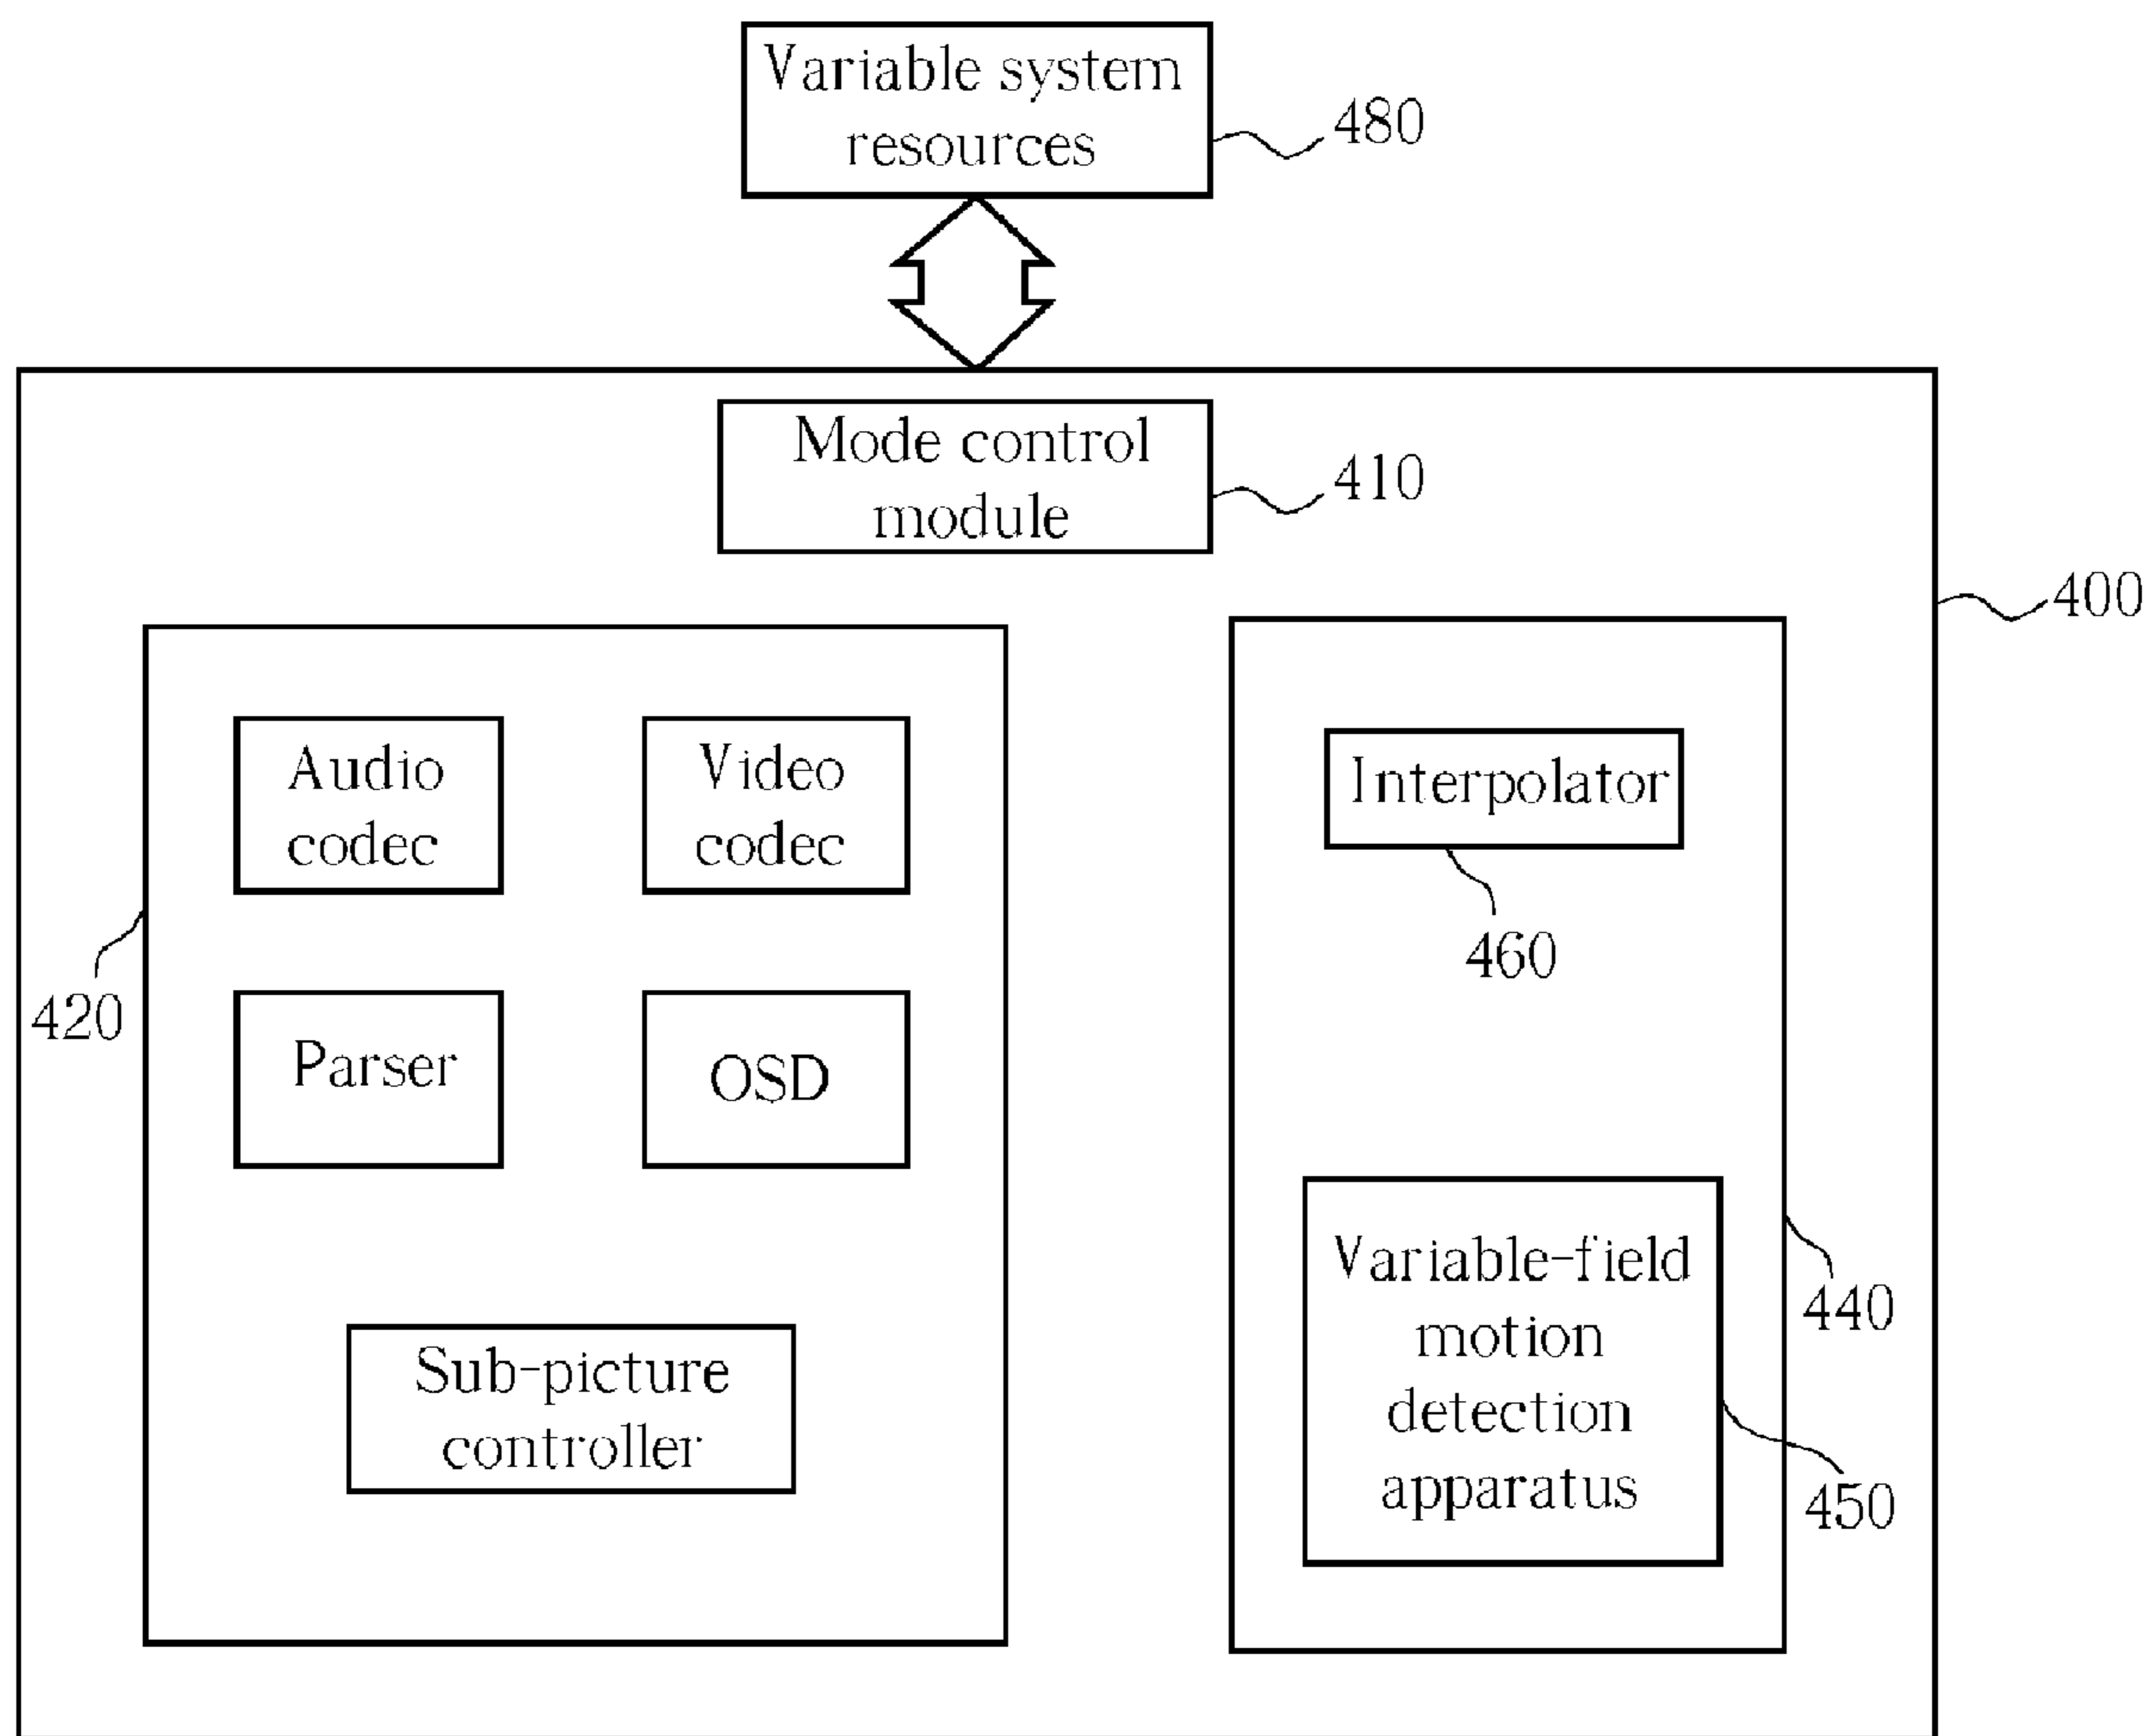 Variable system
resources
480
Mode control
module
410
400
Audio
codec
Video
codec
Interpolator
460
420
Parser
OSD
Variable-field
motion
detection
apparatus
440
450
Sub-picture
controller